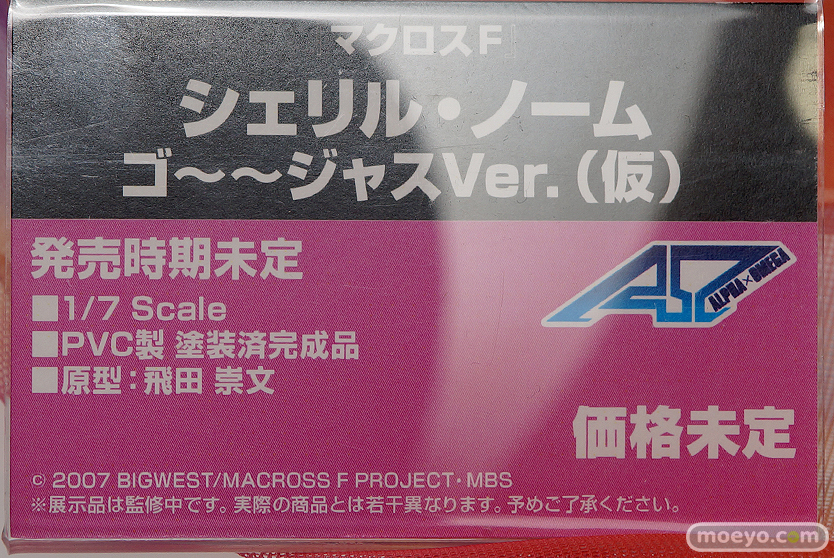 マクロスF
シェリル・ノーム
ゴ～～ジャスVer.（仮）
発売時期未定
ALPHA×OMEGA
■1/7 Scale
■PVC製 塗装済完成品
■原型：飛田 崇文
価格未定
© 2007 BIGWEST/MACROSS F PROJECT・MBS
※展示品は監修中です。実際の商品とは若干異なります。予めご了承ください。
moeyo.com